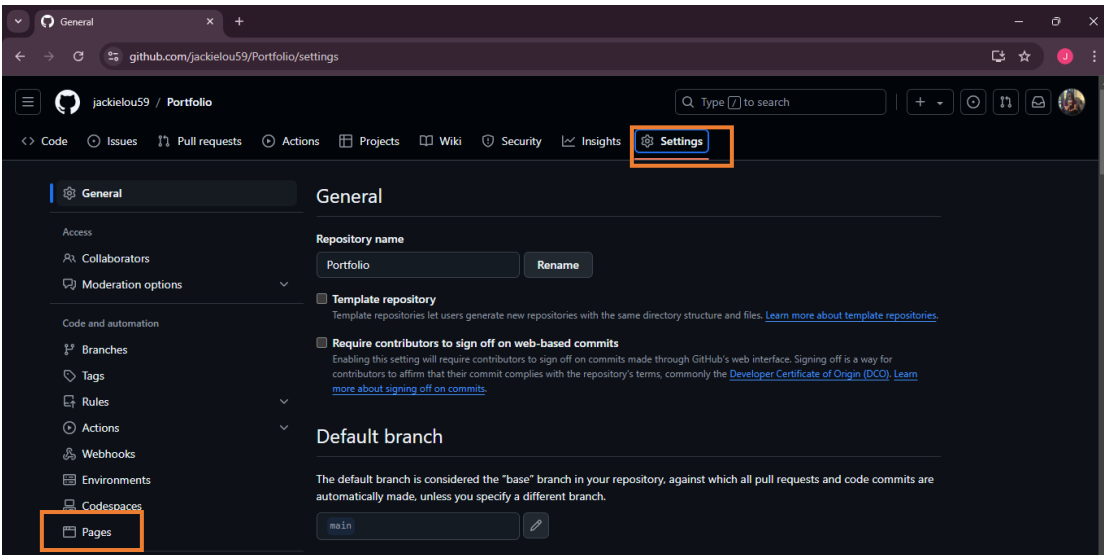 General
github.com/jackielou59/Portfolio/settings
J
jackielou59 / Portfolio
Type / to search
<> Code Issues Pull requests Actions Projects Wiki Security Insights Settings
General
Access
Collaborators
Moderation options
Code and automation
Branches
Tags
Rules
Actions
Webhooks
Environments
Codespaces
Pages
General
Repository name
Portfolio Rename
Template repository
Template repositories let users generate new repositories with the same directory structure and files. Learn more about template repositories.
Require contributors to sign off on web-based commits
Enabling this setting will require contributors to sign off on commits made through GitHub's web interface. Signing off is a way for
contributors to affirm that their commit complies with the repository's terms, commonly the Developer Certificate of Origin (DCO). Learn
more about signing off on commits.
Default branch
The default branch is considered the "base" branch in your repository, against which all pull requests and code commits are
automatically made, unless you specify a different branch.
main